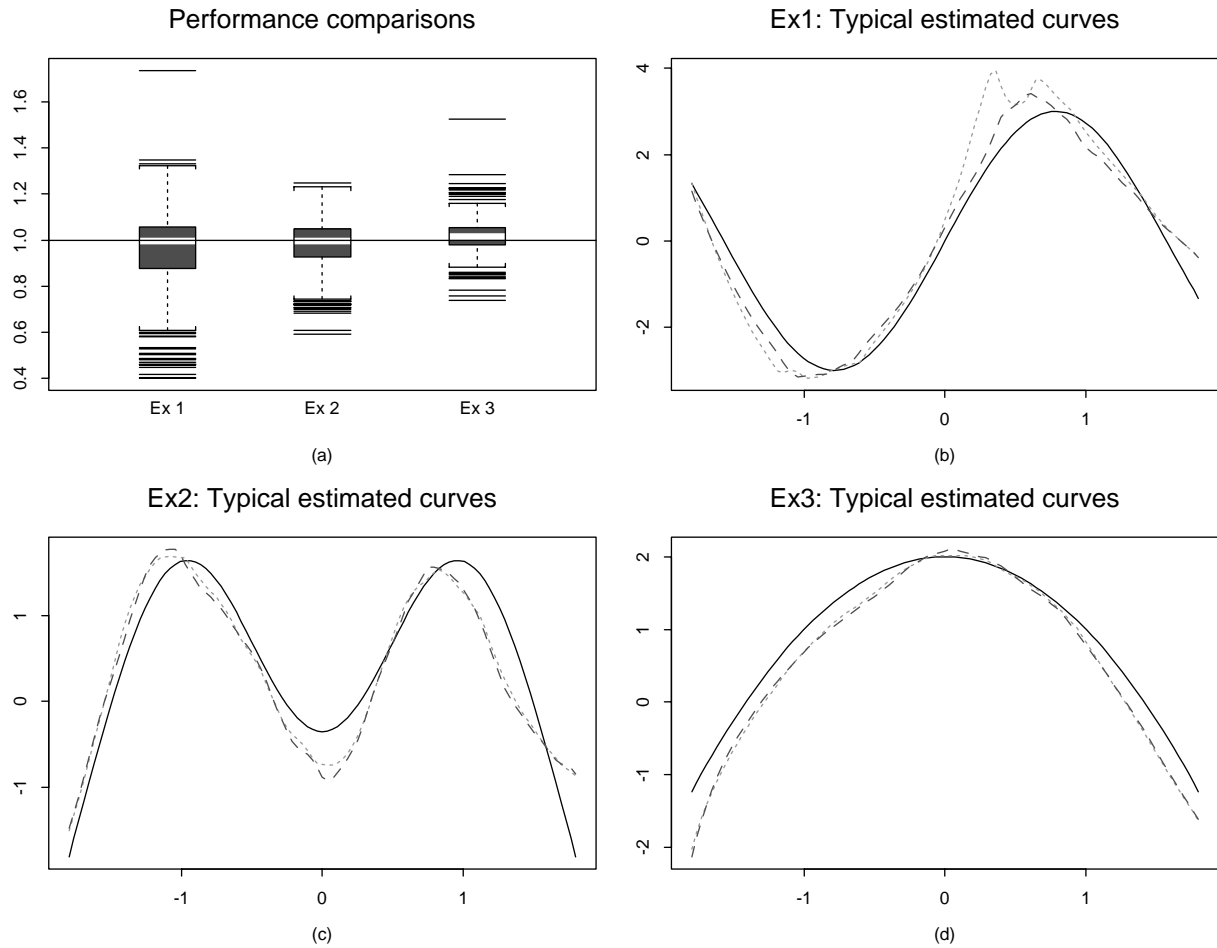 Performance comparisons
1.6
1.4
1.2
1.0
0.8
0.6
0.4
Ex 1 Ex 2 Ex 3
(a)
Ex1: Typical estimated curves
4
2
0
-2
-1 0 1
(b)
Ex2: Typical estimated curves
1
0
-1
-1 0 1
(c)
Ex3: Typical estimated curves
2
1
0
-1
-2
-1 0 1
(d)